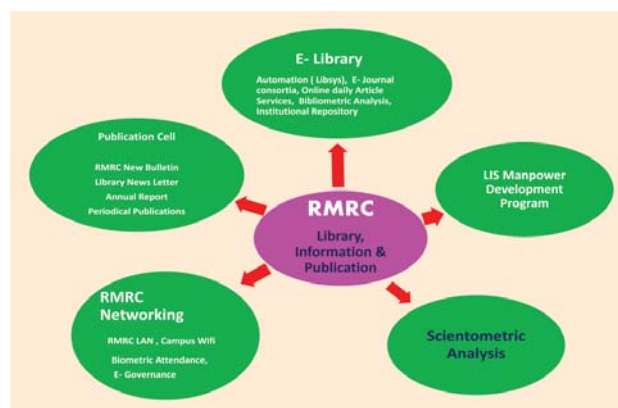 E- Library
Automation ( Libsys), E- Journal
consortia, Online daily Article
Services, Bibliometric Analysis,
Institutional Repository
Publication Cell
RMRC New Bulletin
Library News Letter
Annual Report
Periodical Publications
LIS Manpower
Development
Program
RMRC
Library,
Information &
Publication
RMRC
Networking
RMRC LAN , Campus Wifi
Biometric Attendance,
E- Governance
Scientometric
Analysis